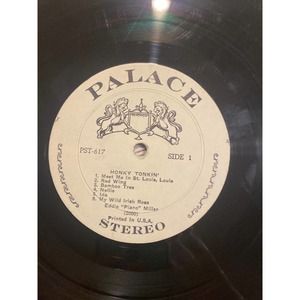 PALACE
PST-617
SIDE 1
HONKY TONKIN'
1. Meet Me in St. Louis, Louis
2. Red Wing
3. Bamboo Tree
4. Nellie
5. Ida
6. My Wild Irish Rose
Eddie "Piano" Miller
Printed in U.S.A.
STEREO